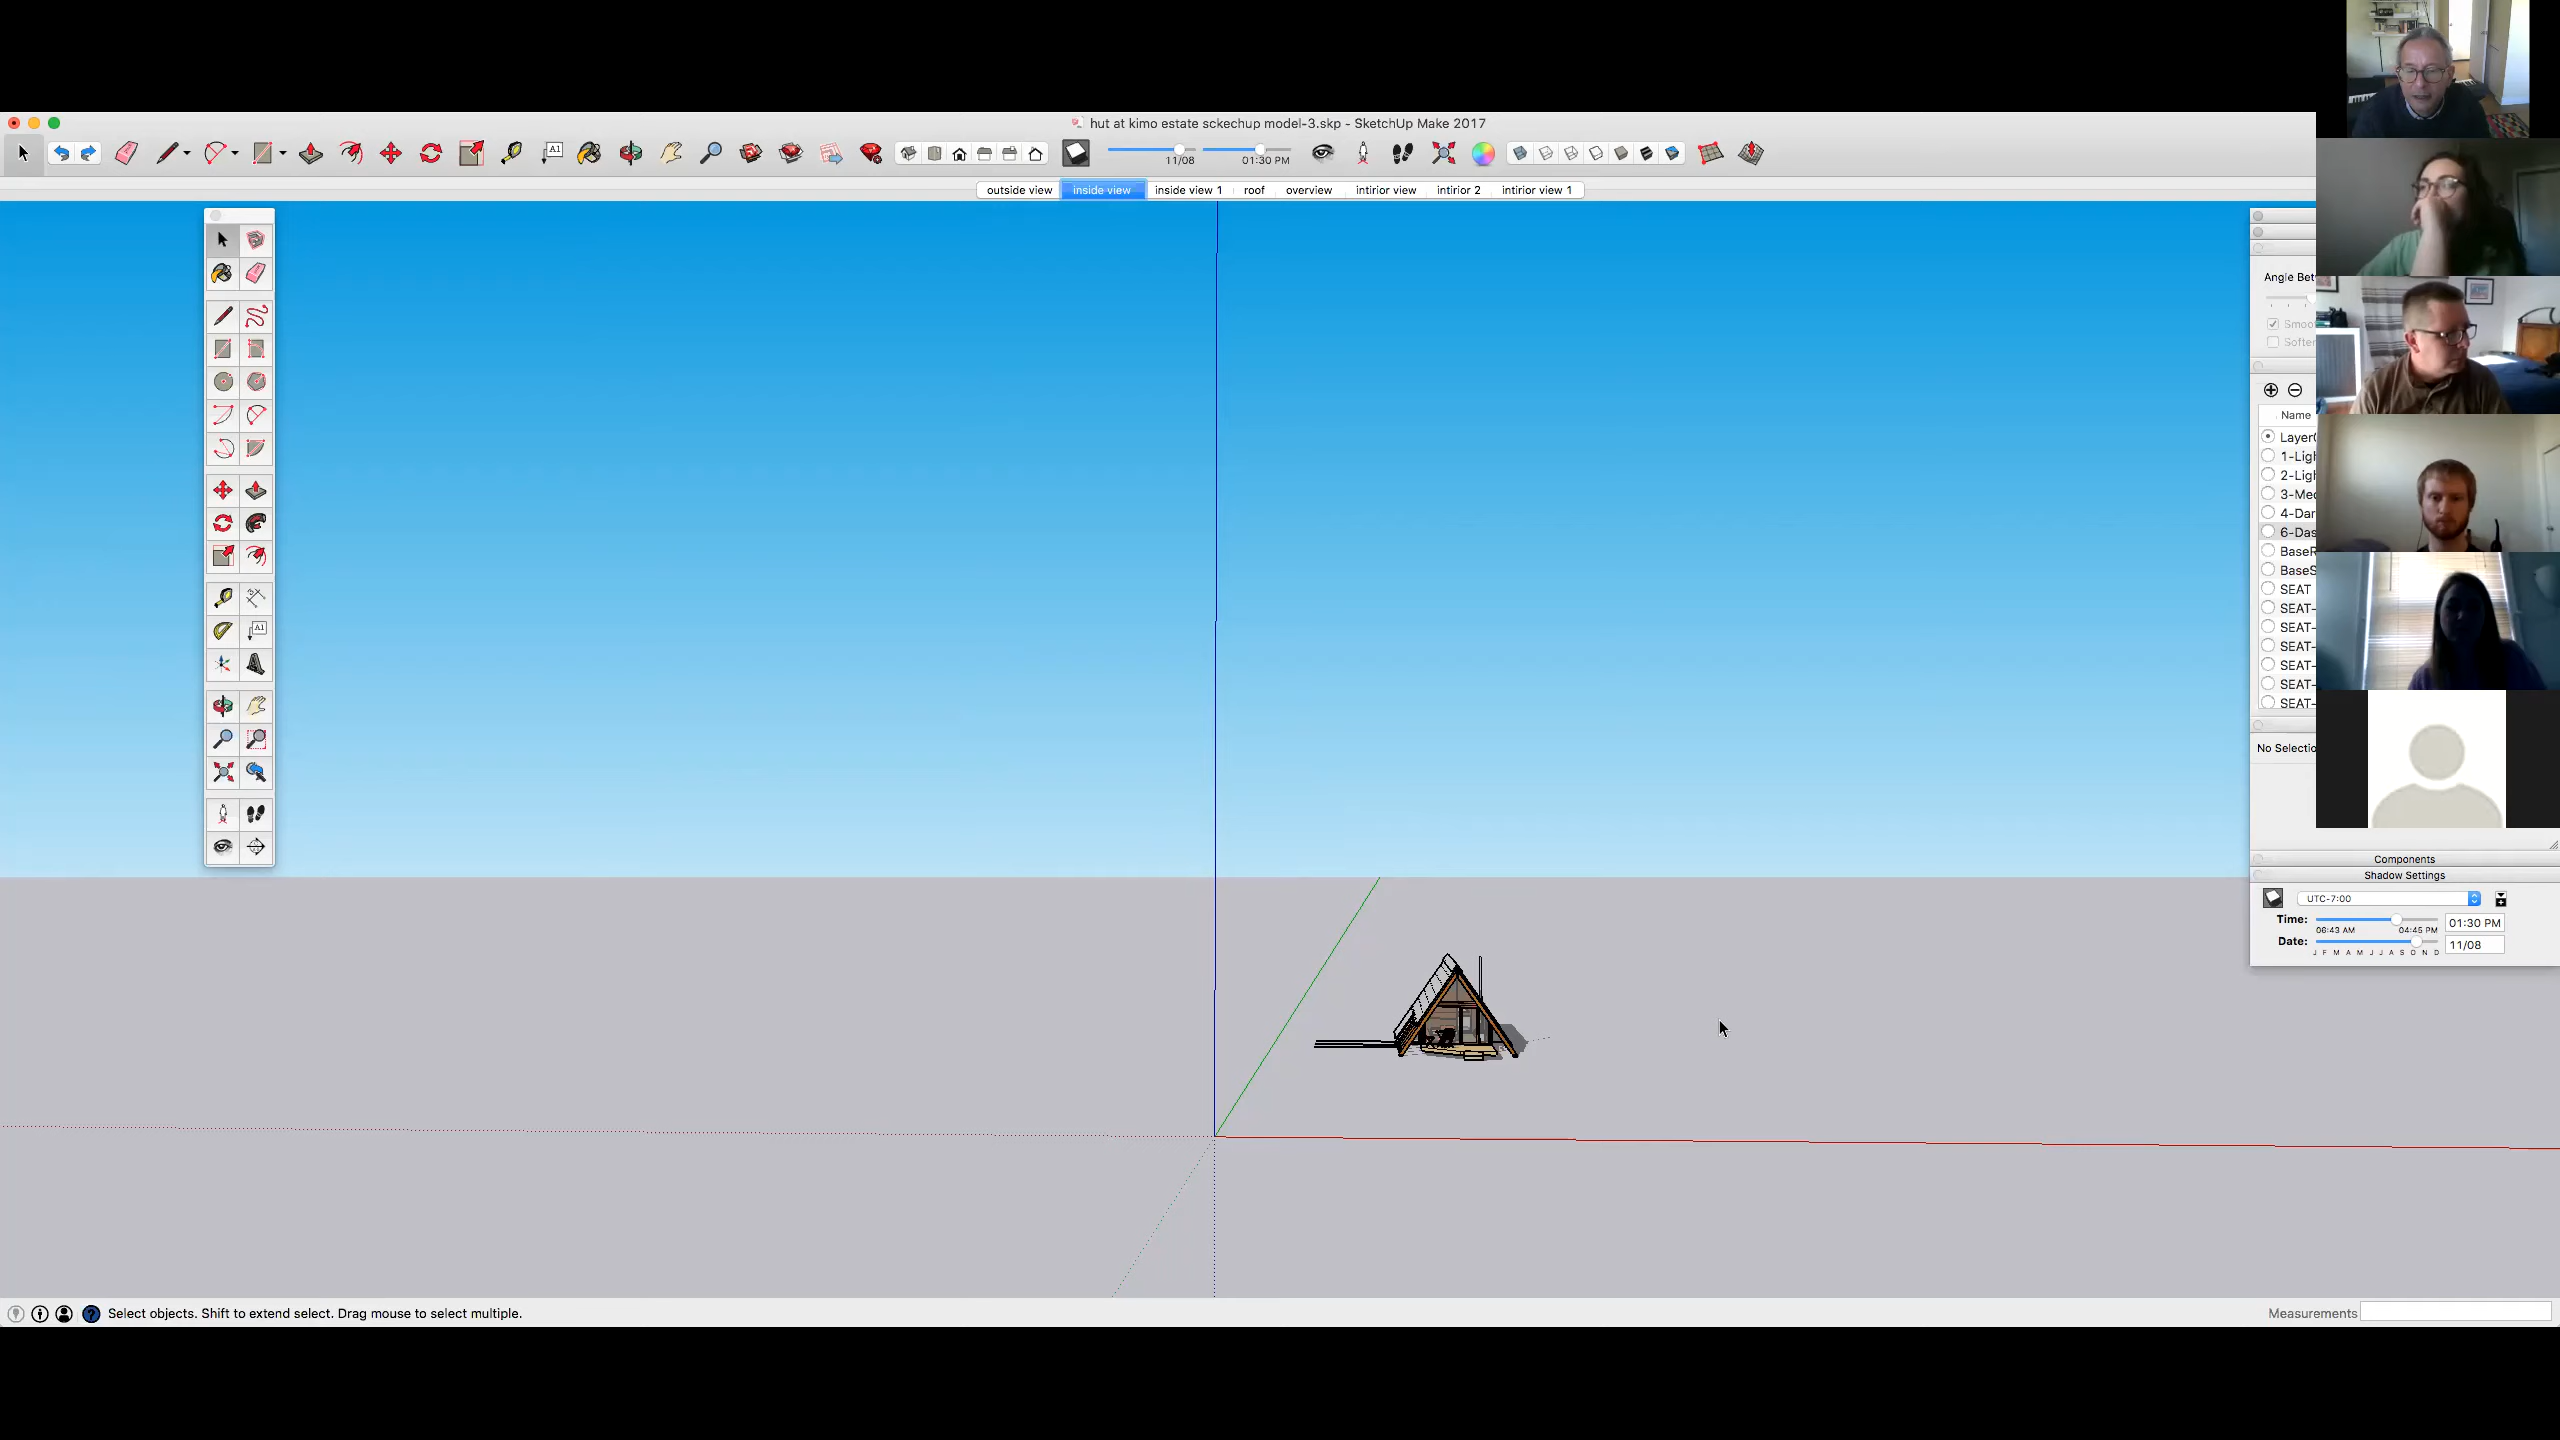 hut at kimo estate sckechup model-3.skp - SketchUp Make 2017
A1
11/08
01:30 PM
outside view
inside view
inside view 1
roof
overview
intirior view
intirior 2
intirior view 1
A1
Angle Bet
Smoo
Softer
Name
Layer0
1-Ligh
2-Ligh
3-Med
4-Dar
6-Das
BaseR
BaseS
SEAT
SEAT-
SEAT-
SEAT-
SEAT-
SEAT-
SEAT-
No Selectio
Components
Shadow Settings
UTC-7:00
Time:
06:43 AM
04:45 PM
01:30 PM
Date:
J F M A M J J A S O N D
11/08
Select objects. Shift to extend select. Drag mouse to select multiple.
Measurements